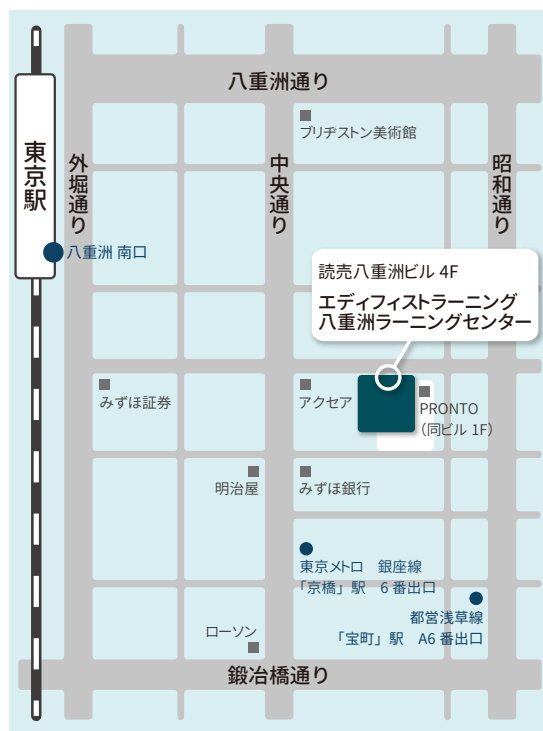 八重洲通り
ブリヂストン美術館
東京駅
外堀通り
中央通り
昭和通り
八重洲 南口
読売八重洲ビル 4F
エディフィストラーニング
八重洲ラーニングセンター
みずほ証券
アクセア
PRONTO
（同ビル 1F）
明治屋
みずほ銀行
東京メトロ　銀座線
「京橋」駅　6 番出口
都営浅草線
「宝町」駅　A6 番出口
ローソン
鍛冶橋通り